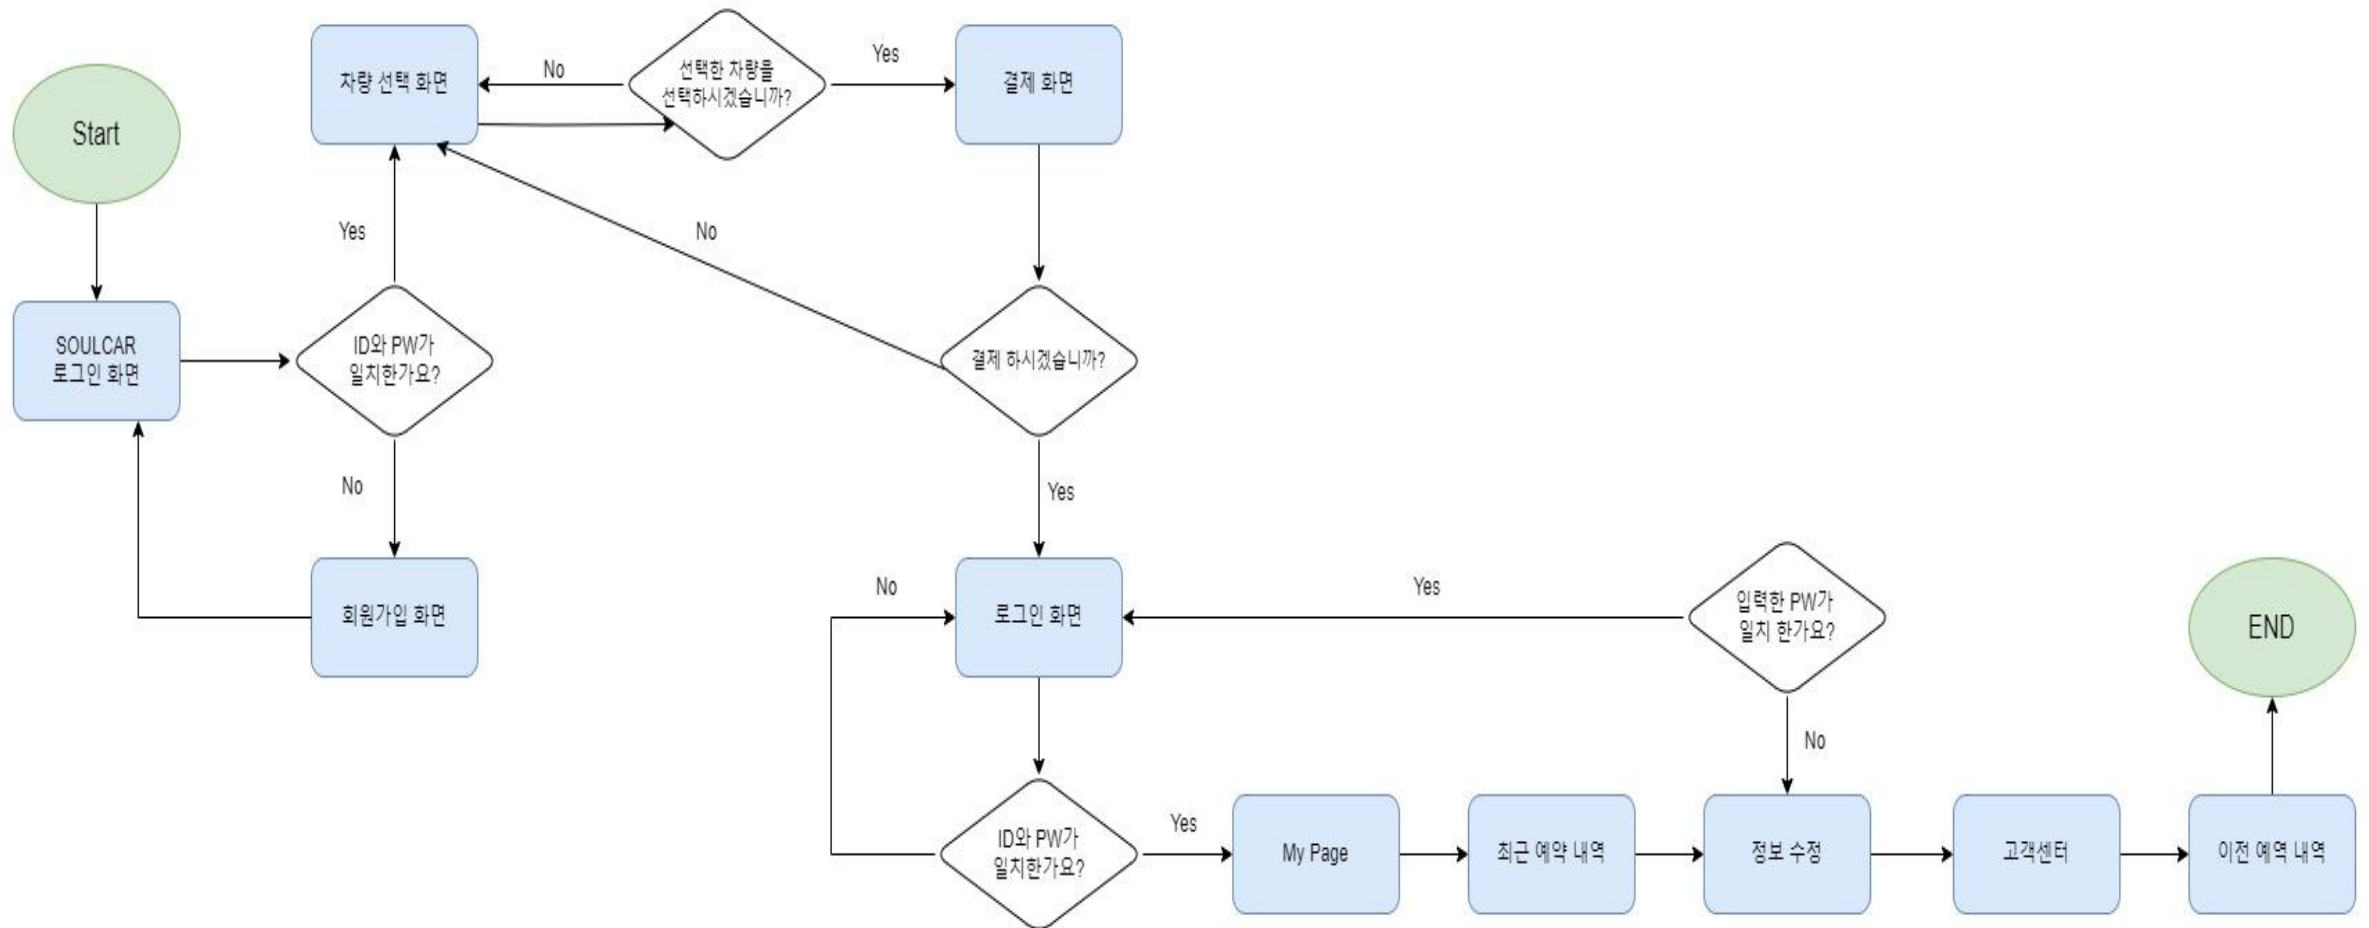 Start
SOULCAR
로그인 화면
ID와 PW가
일치한가요?
Yes
No
회원가입 화면
차량 선택 화면
No
선택한 차량을
선택하시겠습니까?
Yes
결제 화면
No
결제 하시겠습니까?
Yes
로그인 화면
No
ID와 PW가
일치한가요?
Yes
My Page
최근 예약 내역
정보 수정
Yes
입력한 PW가
일치 한가요?
No
고객센터
이전 예역 내역
END